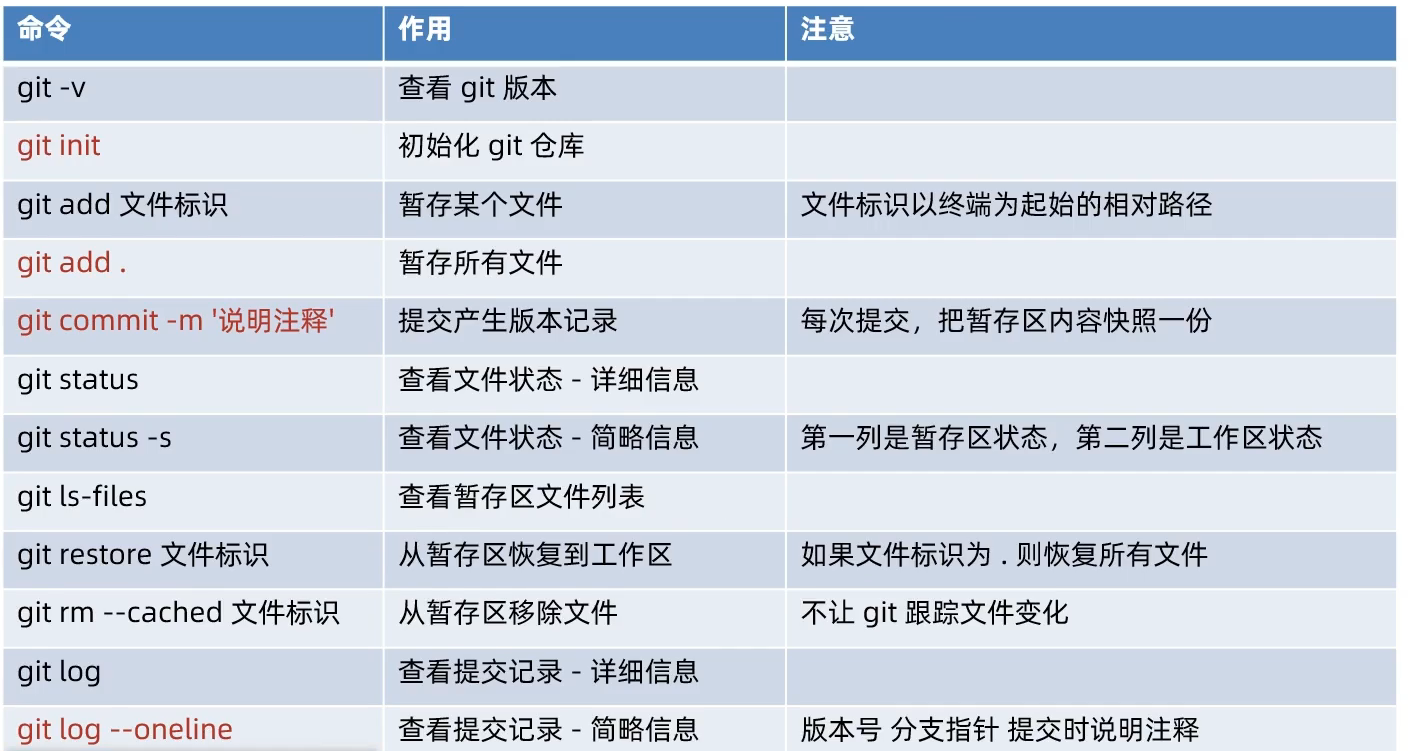 命令 作用 注意
git -v 查看 git 版本
git init 初始化 git 仓库
git add 文件标识 暂存某个文件 文件标识以终端为起始的相对路径
git add . 暂存所有文件
git commit -m '说明注释' 提交产生版本记录 每次提交，把暂存区内容快照一份
git status 查看文件状态 - 详细信息
git status -s 查看文件状态 - 简略信息 第一列是暂存区状态，第二列是工作区状态
git ls-files 查看暂存区文件列表
git restore 文件标识 从暂存区恢复到工作区 如果文件标识为 . 则恢复所有文件
git rm --cached 文件标识 从暂存区移除文件 不让 git 跟踪文件变化
git log 查看提交记录 - 详细信息
git log --oneline 查看提交记录 - 简略信息 版本号 分支指针 提交时说明注释